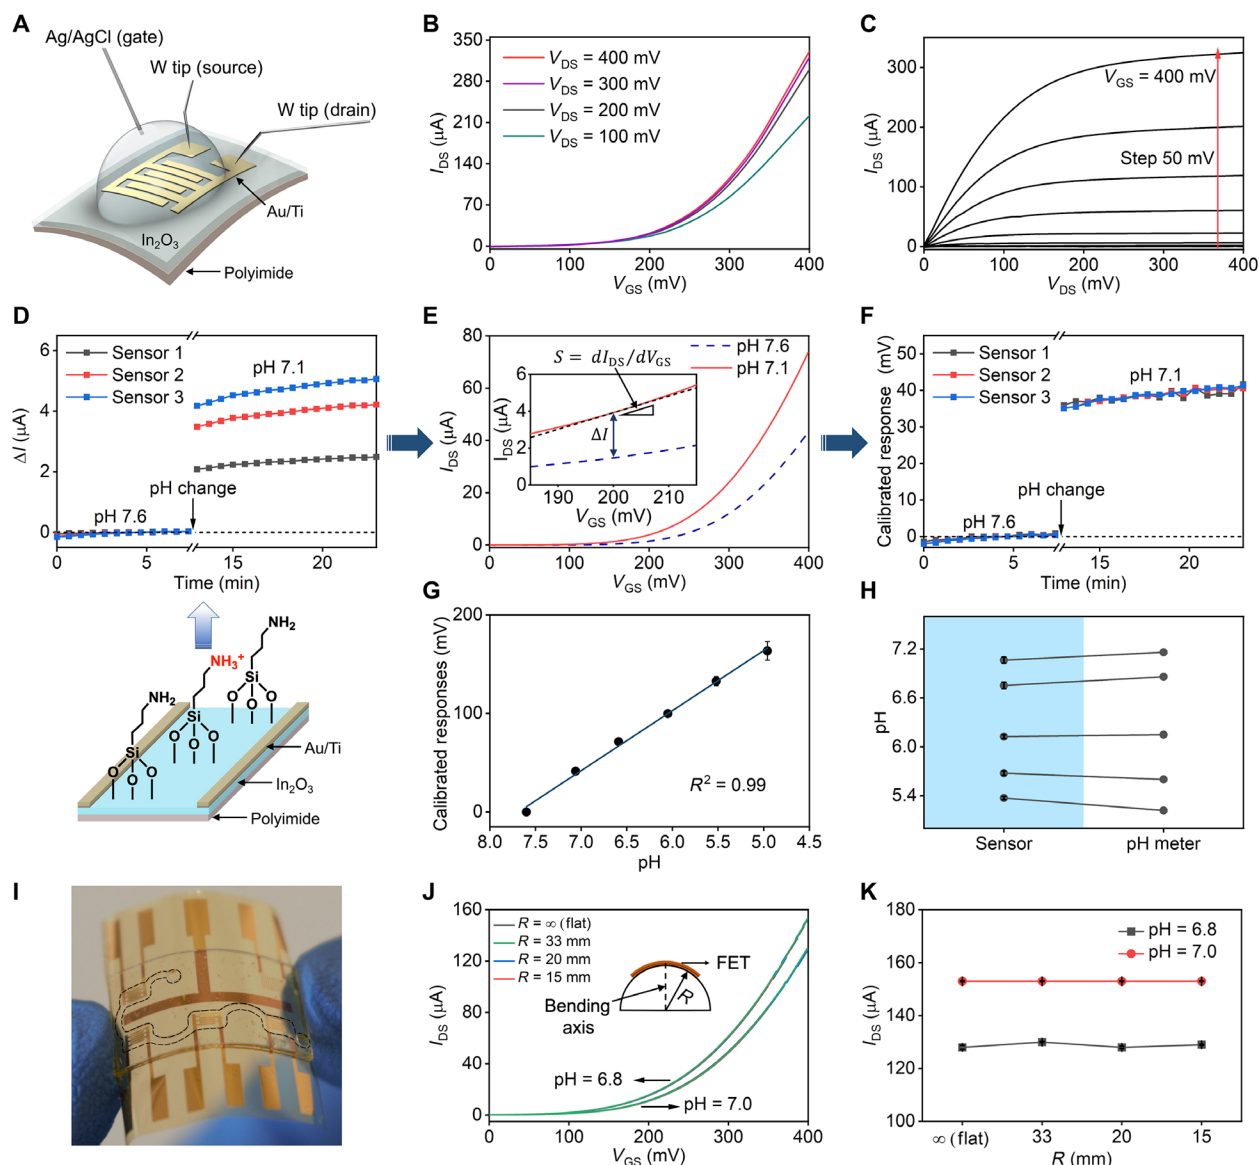 A
Ag/AgCl (gate)
W tip (source)
W tip (drain)
Au/Ti
In2O3
Polyimide
B
350
280
210
140
70
0
IDS (μA)
VDS = 400 mV
VDS = 300 mV
VDS = 200 mV
VDS = 100 mV
0 100 200 300 400
VGS (mV)
C
300
200
100
0
IDS (μA)
VGS = 400 mV
Step 50 mV
0 100 200 300 400
VDS (mV)
D
6
4
2
0
ΔI (μA)
Sensor 1
Sensor 2
Sensor 3
pH 7.1
pH change
pH 7.6
0 5 15 20
Time (min)
NH2
NH3+
NH2
Si
Si
Si
O O O
O O O
O O O
Au/Ti
In2O3
Polyimide
E
80
60
40
20
0
IDS (μA)
S = dIDS/dVGS
pH 7.6
pH 7.1
6
4
2
0
IDS (μA)
ΔI
190 200 210
VGS (mV)
0 100 200 300 400
VGS (mV)
F
50
40
30
20
10
0
Calibrated response (mV)
Sensor 1
Sensor 2
Sensor 3
pH 7.1
pH change
pH 7.6
0 5 15 20
Time (min)
G
200
100
0
Calibrated responses (mV)
R2 = 0.99
8.0 7.5 7.0 6.5 6.0 5.5 5.0 4.5
pH
H
7.2
6.6
6.0
5.4
pH
Sensor pH meter
I
J
160
120
80
40
0
IDS (μA)
R = ∞ (flat)
R = 33 mm
R = 20 mm
R = 15 mm
FET
R
Bending
axis
pH = 6.8
pH = 7.0
0 100 200 300 400
VGS (mV)
K
180
160
140
120
100
IDS (μA)
pH = 6.8
pH = 7.0
∞ (flat) 33 20 15
R (mm)